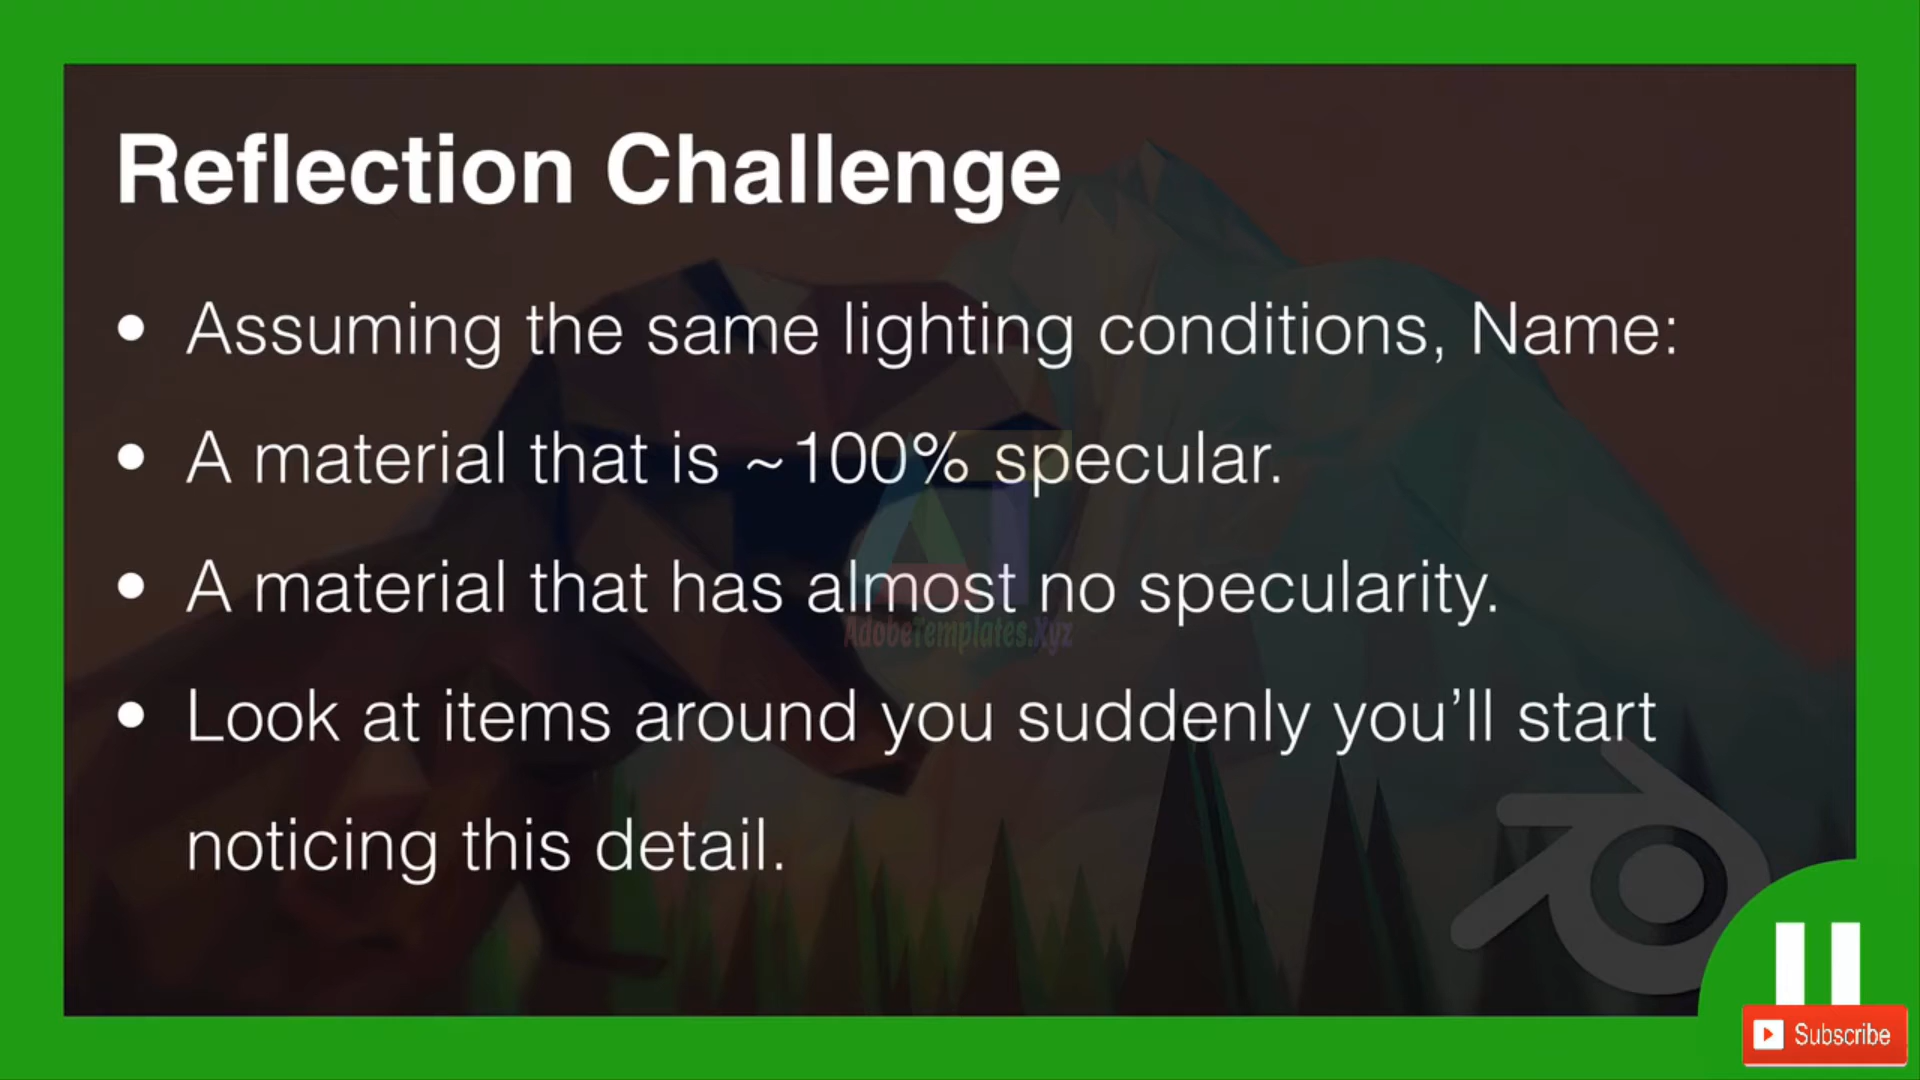 Reflection Challenge
• Assuming the same lighting conditions, Name:
• A material that is ~100% specular.
• A material that has almost no specularity.
• Look at items around you suddenly you’ll start
noticing this detail.
AdobeTemplates.Xyz
Subscribe